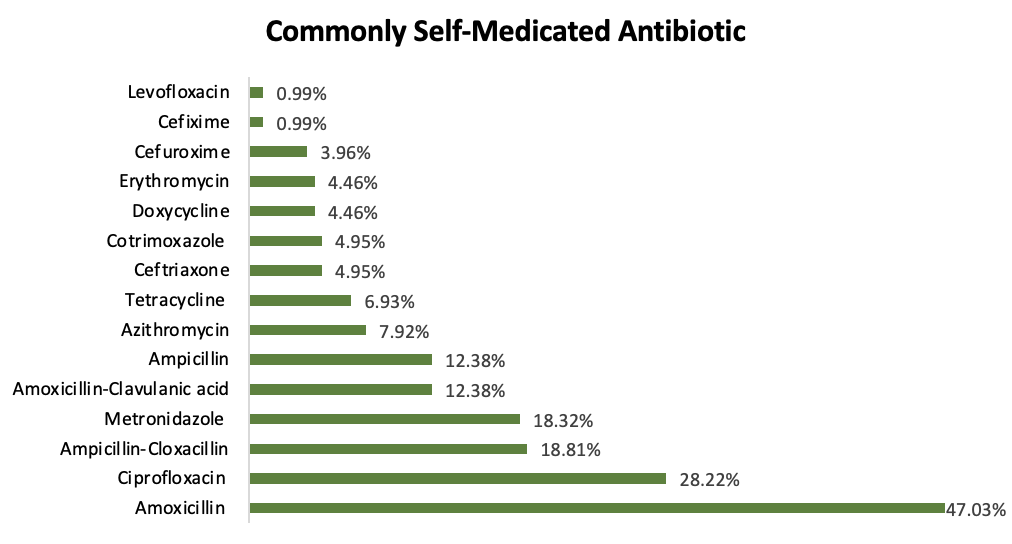 Commonly Self-Medicated Antibiotic
Levofloxacin 0.99%
Cefixime 0.99%
Cefuroxime 3.96%
Erythromycin 4.46%
Doxycycline 4.46%
Cotrimoxazole 4.95%
Ceftriaxone 4.95%
Tetracycline 6.93%
Azithromycin 7.92%
Ampicillin 12.38%
Amoxicillin-Clavulanic acid 12.38%
Metronidazole 18.32%
Ampicillin-Cloxacillin 18.81%
Ciprofloxacin 28.22%
Amoxicillin 47.03%